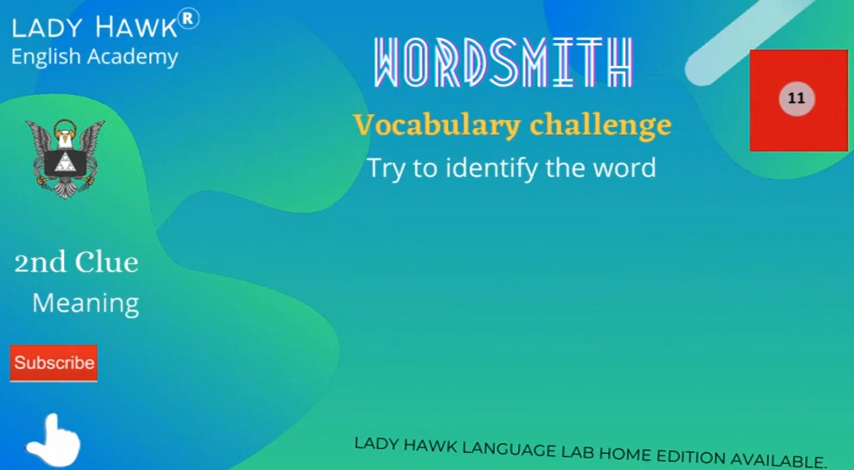 LADY HAWK®
English Academy
WORDSMITH
Vocabulary challenge
Try to identify the word
11
2nd Clue
Meaning
Subscribe
LADY HAWK LANGUAGE LAB HOME EDITION AVAILABLE.